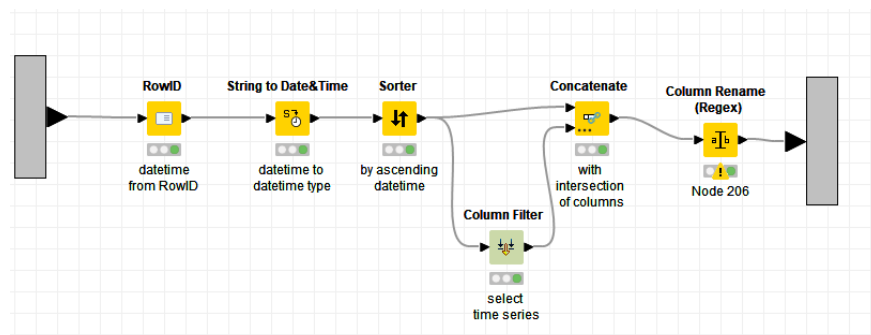 RowID
String to Date&Time
Sorter
Concatenate
Column Rename
(Regex)
S
a b
datetime
from RowID
datetime to
datetime type
by ascending
datetime
with
intersection
of columns
Node 206
Column Filter
select
time series